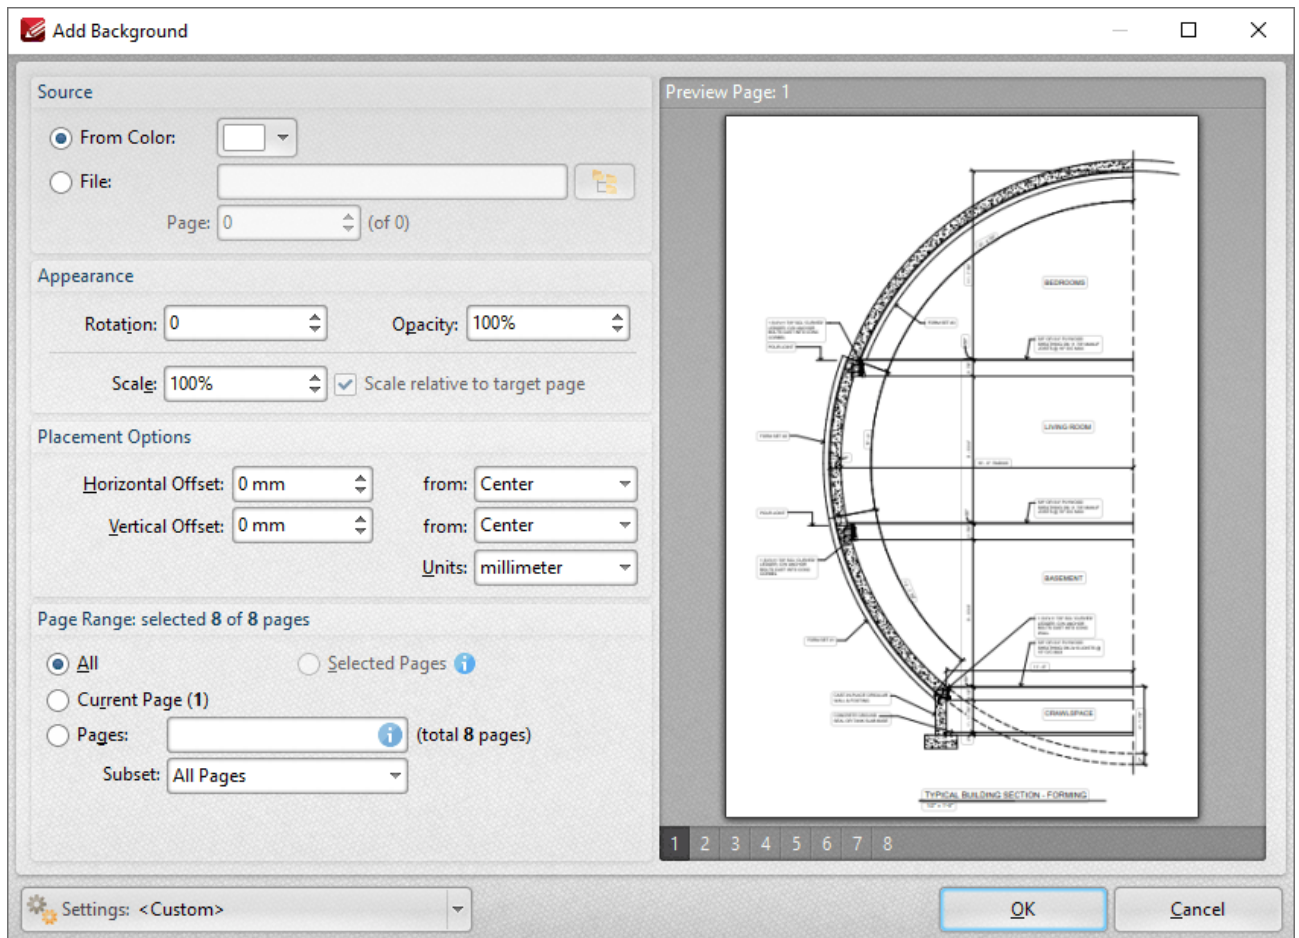 Add Background
Source
From Color:
File:
Page: 0 (of 0)
Appearance
Rotation: 0 Opacity: 100%
Scale: 100% Scale relative to target page
Placement Options
Horizontal Offset: 0 mm from: Center
Vertical Offset: 0 mm from: Center
Units: millimeter
Page Range: selected 8 of 8 pages
All Selected Pages
Current Page (1)
Pages: (total 8 pages)
Subset: All Pages
Preview Page: 1
BEDROOMS
LIVING ROOM
BASEMENT
CRAWLSPACE
TYPICAL BUILDING SECTION - FORMING
1 2 3 4 5 6 7 8
Settings: <Custom>
OK Cancel